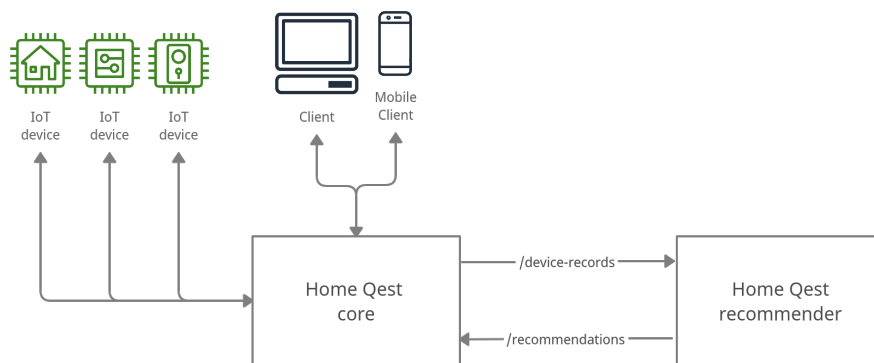 IoT
device
IoT
device
IoT
device
Client
Mobile
Client
Home Qest
core
/device-records
/recommendations
Home Qest
recommender